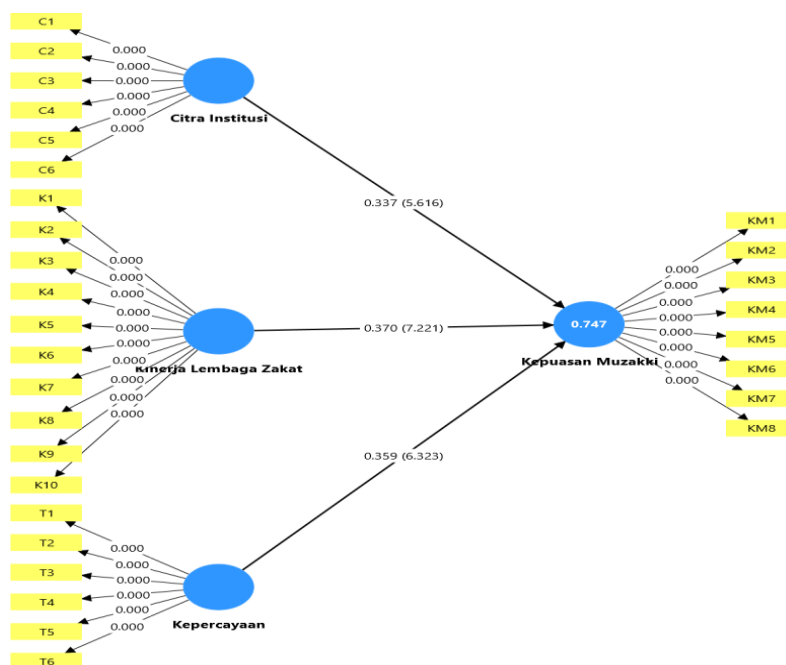 C1
C2
C3
C4
C5
C6
0.000
0.000
0.000
0.000
0.000
0.000
Citra Institusi
K1
K2
K3
K4
K5
K6
K7
K8
K9
K10
0.000
0.000
0.000
0.000
0.000
0.000
0.000
0.000
0.000
0.000
Kinerja Lembaga Zakat
T1
T2
T3
T4
T5
T6
0.000
0.000
0.000
0.000
0.000
0.000
Kepercayaan
0.337 (5.616)
0.370 (7.221)
0.359 (6.323)
0.747
Kepuasan Muzakki
0.000
0.000
0.000
0.000
0.000
0.000
0.000
0.000
KM1
KM2
KM3
KM4
KM5
KM6
KM7
KM8